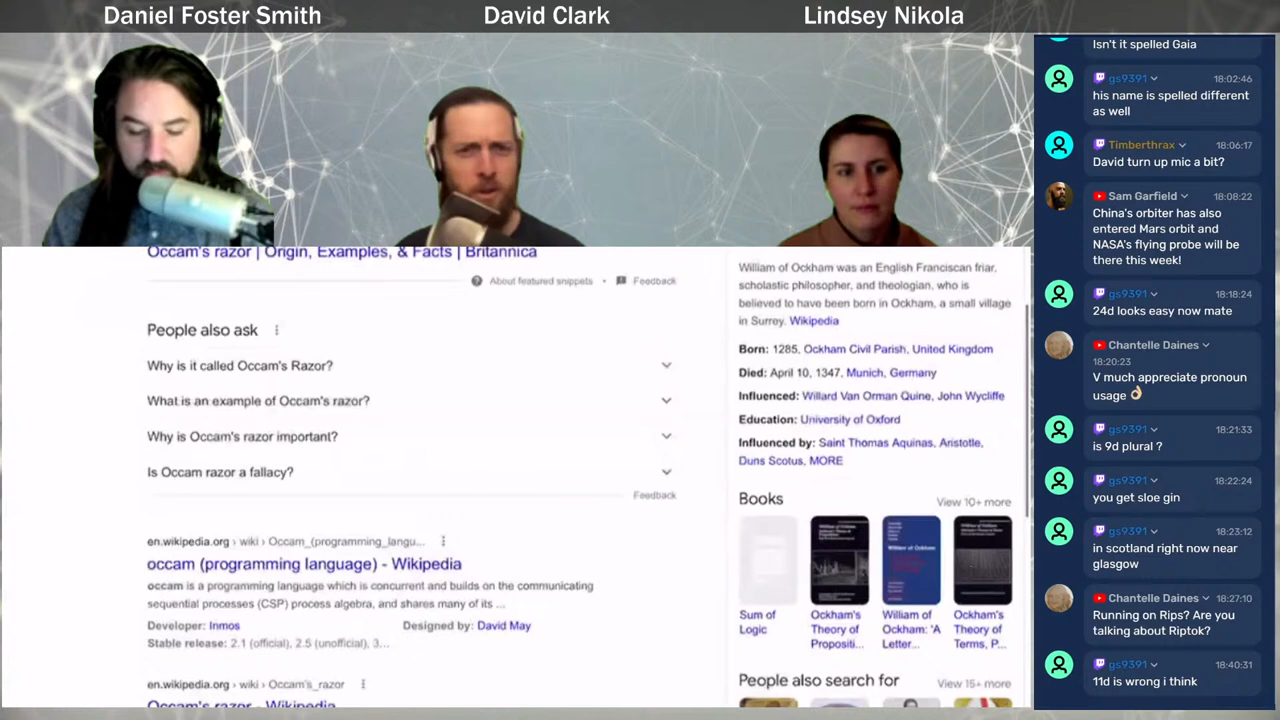 Daniel Foster Smith
David Clark
Lindsey Nikola
Occam's razor | Origin, Examples, & Facts | Britannica
About featured snippets • Feedback
People also ask
Why is it called Occam's Razor?
What is an example of Occam's razor?
Why is Occam's razor important?
Is Occam razor a fallacy?
Feedback
en.wikipedia.org › wiki › Occam_(programming_langu...
occam (programming language) - Wikipedia
occam is a programming language which is concurrent and builds on the communicating
sequential processes (CSP) process algebra, and shares many of its ...
Developer: Inmos
Designed by: David May
Stable release: 2.1 (official), 2.5 (unofficial), 3...
en.wikipedia.org › wiki › Occam's_razor
Occam's razor - Wikipedia
William of Ockham was an English Franciscan friar,
scholastic philosopher, and theologian, who is
believed to have been born in Ockham, a small village
in Surrey. Wikipedia
Born: 1285, Ockham Civil Parish, United Kingdom
Died: April 10, 1347, Munich, Germany
Influenced: Willard Van Orman Quine, John Wycliffe
Education: University of Oxford
Influenced by: Saint Thomas Aquinas, Aristotle,
Duns Scotus, MORE
Books
View 10+ more
Sum of
Logic
Ockham's
Theory of
Propositi...
William of
Ockham: 'A
Letter...
Ockham's
Theory of
Terms, P...
People also search for
View 15+ more
Isn't it spelled Gaia
gs9391
18:02:46
his name is spelled different
as well
Timberthrax
18:06:17
David turn up mic a bit?
Sam Garfield
18:08:22
China's orbiter has also
entered Mars orbit and
NASA's flying probe will be
there this week!
gs9391
18:18:24
24d looks easy now mate
Chantelle Daines
18:20:23
V much appreciate pronoun
usage 👌🏼
gs9391
18:21:33
is 9d plural ?
gs9391
18:22:24
you get sloe gin
gs9391
18:23:12
in scotland right now near
glasgow
Chantelle Daines
18:27:10
Running on Rips? Are you
talking about Riptok?
gs9391
18:40:31
11d is wrong i think